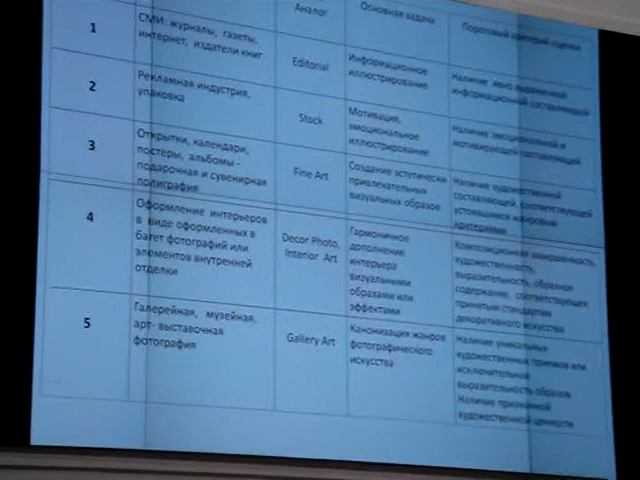 Аналог
Основная задача
Пороговый критерий оценки
1
СМИ: журналы, газеты,
интернет, издатели книг
Editorial
Информационное
иллюстрирование
Наличие явно выраженной
информационной составляющей
2
Рекламная индустрия,
упаковка
Stock
Мотивация,
эмоциональное
иллюстрирование
Наличие эмоциональной и
мотивирующей составляющей
3
Открытки, календари,
постеры, альбомы -
подарочная и сувенирная
полиграфия
Fine Art
Создание эстетически
привлекательных
визуальных образов
Наличие художественной
составляющей, соответствующей
устоявшимся жанровым
критериям
4
Оформление интерьеров
в виде оформленных в
багет фотографий или
элементов внутренней
отделки
Decor Photo,
Interior Art
Гармоничное
дополнение
интерьера
визуальными
образами или
эффектами
Композиционная завершенность,
художественность,
выразительность, образное
содержание, соответствующее
принятым стандартам
декоративного искусства
5
Галерейная, музейная,
арт- выставочная
фотография
Gallery Art
Канонизация жанров
фотографического
искусства
Наличие уникальных
художественных приемов или
исключительная
выразительность образов
Наличие признанной
художественной ценности